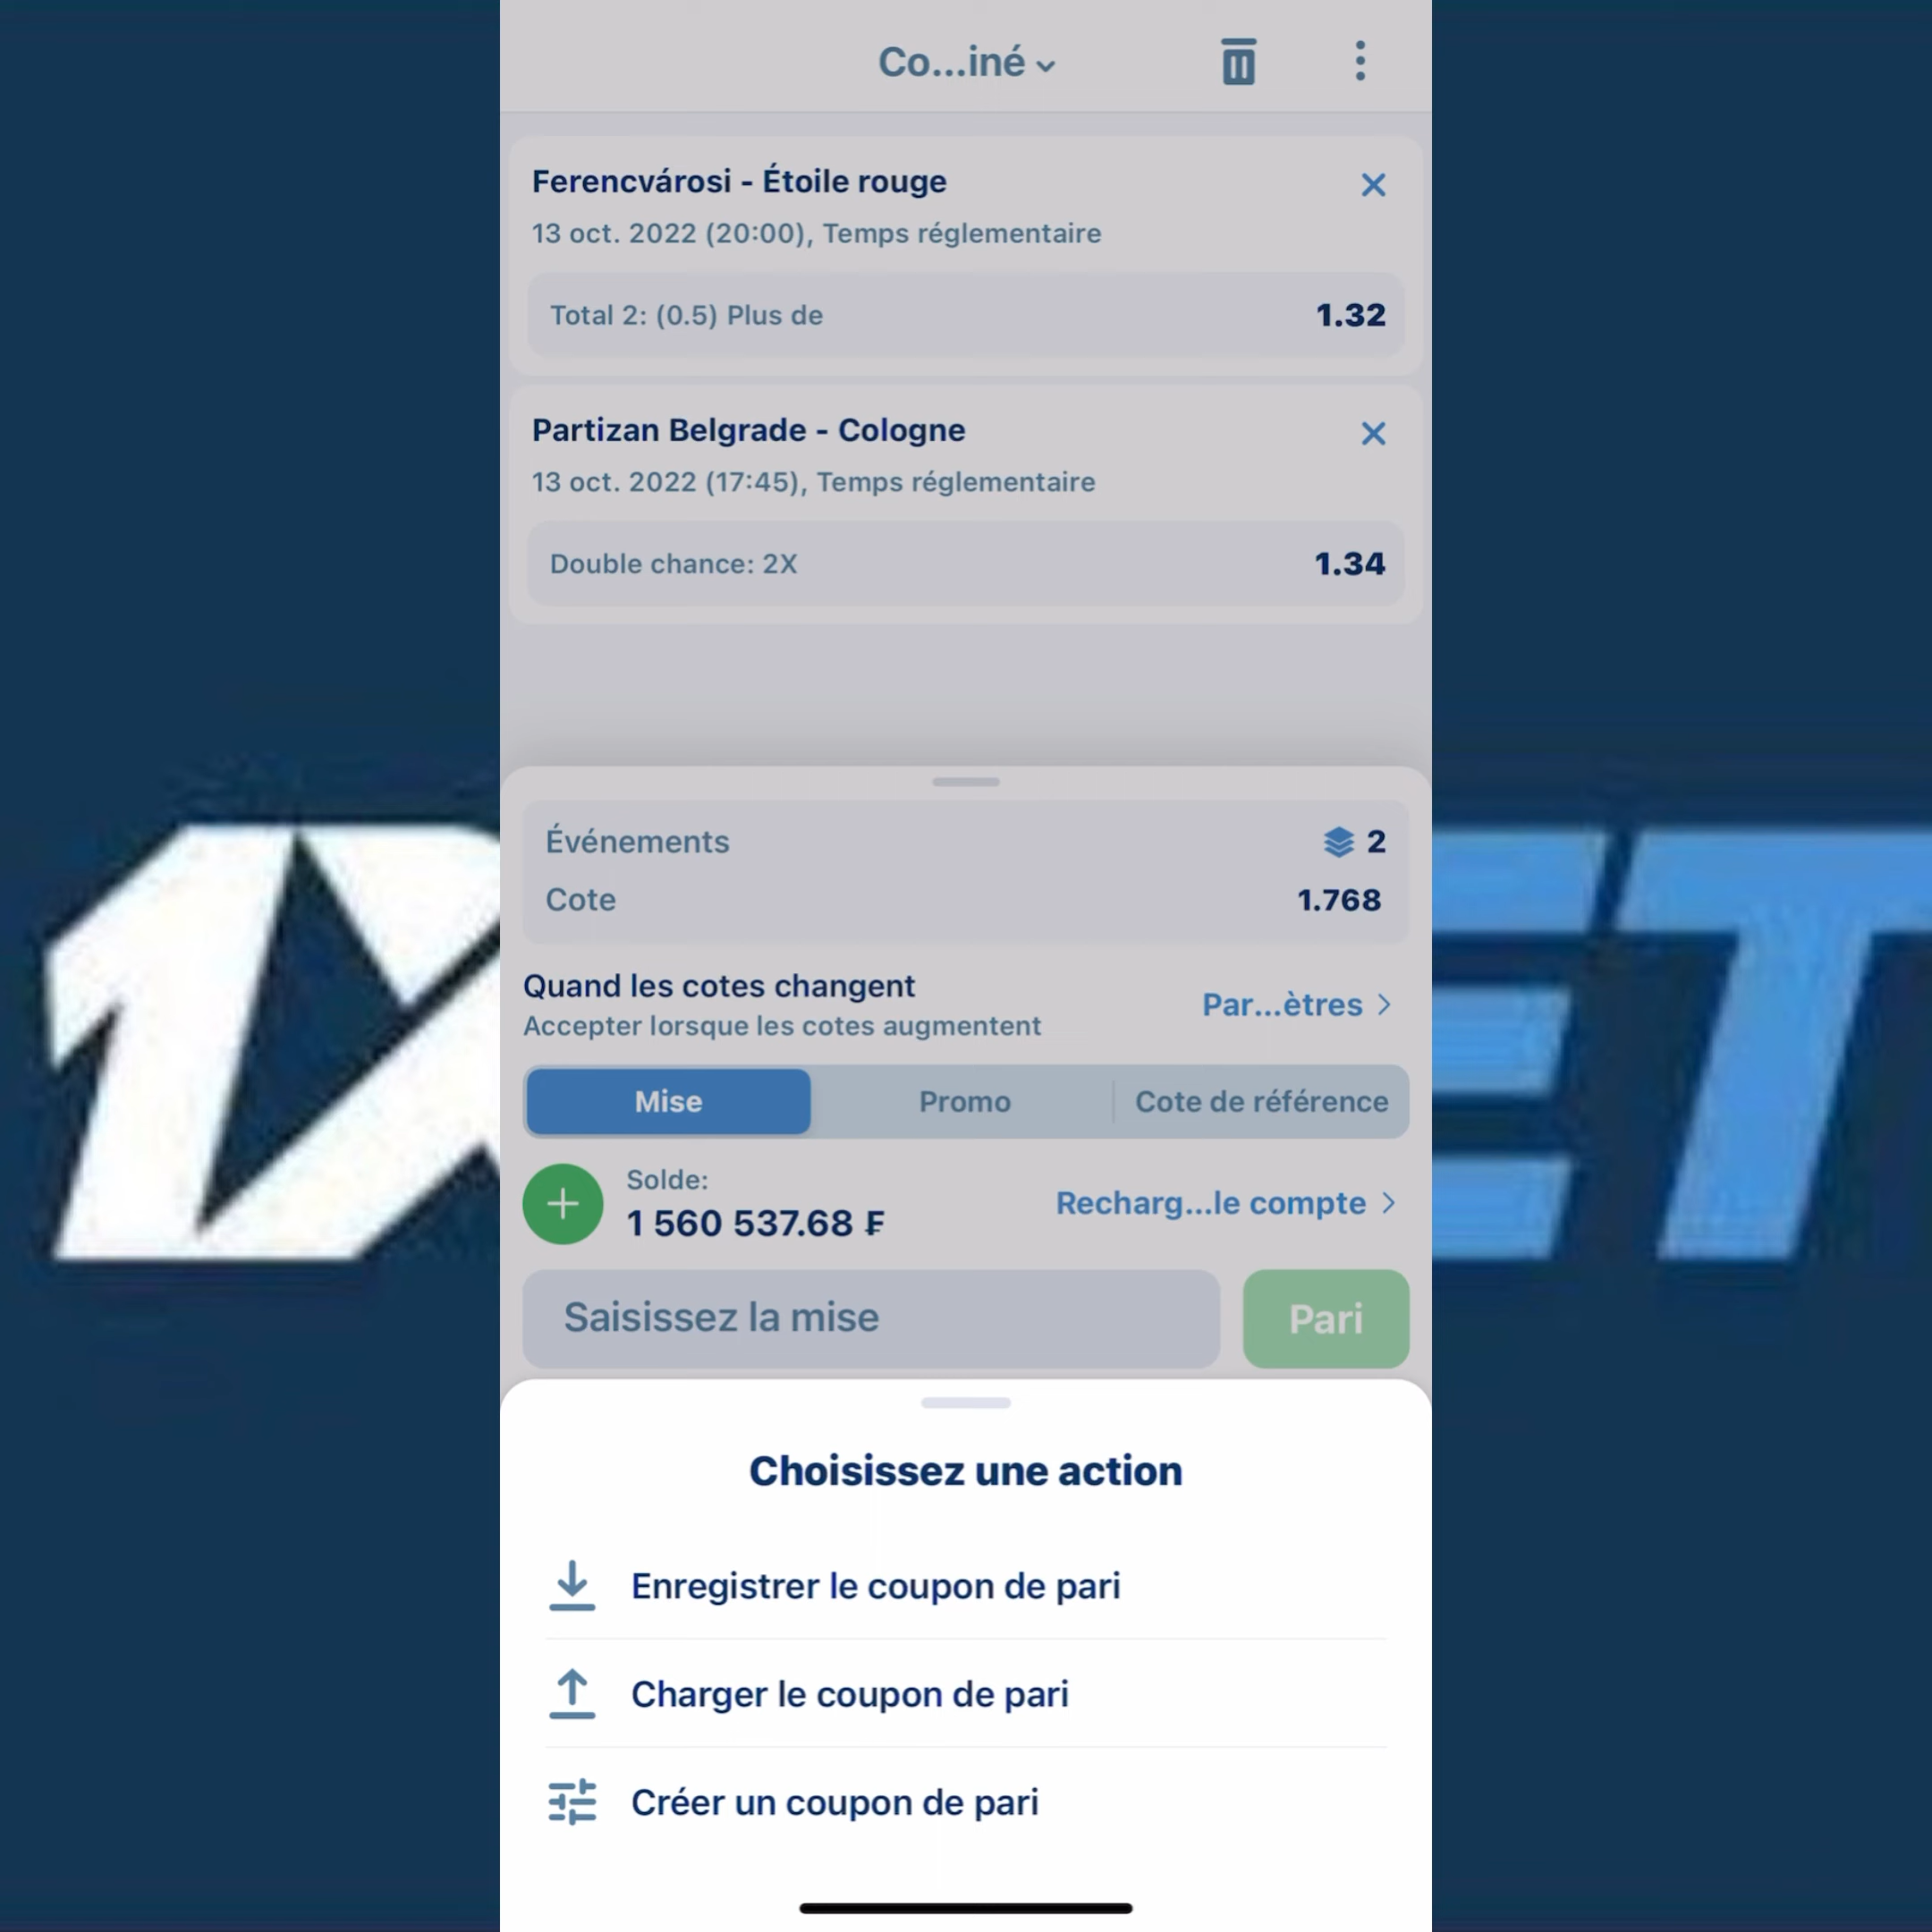 Co...iné
Ferencvárosi - Étoile rouge
13 oct. 2022 (20:00), Temps réglementaire
Total 2: (0.5) Plus de
1.32
Partizan Belgrade - Cologne
13 oct. 2022 (17:45), Temps réglementaire
Double chance: 2X
1.34
Événements
2
Cote
1.768
Quand les cotes changent
Accepter lorsque les cotes augmentent
Par...ètres
Mise
Promo
Cote de référence
Solde:
1 560 537.68 ₣
Recharg...le compte
Saisissez la mise
Pari
Choisissez une action
Enregistrer le coupon de pari
Charger le coupon de pari
Créer un coupon de pari
1X
ET